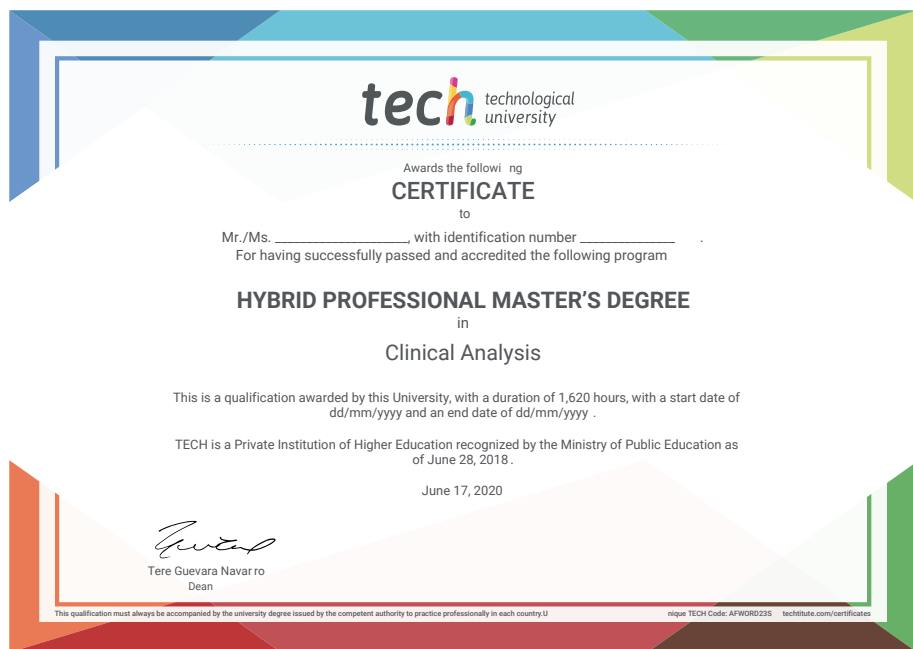 tech technological
university
Awards the followi ng
CERTIFICATE
to
Mr./Ms. ____________________, with identification number ______________ .
For having successfully passed and accredited the following program
HYBRID PROFESSIONAL MASTER'S DEGREE
in
Clinical Analysis
This is a qualification awarded by this University, with a duration of 1,620 hours, with a start date of
dd/mm/yyyy and an end date of dd/mm/yyyy .
TECH is a Private Institution of Higher Education recognized by the Ministry of Public Education as
of June 28, 2018 .
June 17, 2020
Tere Guevara Navar ro
Dean
This qualification must always be accompanied by the university degree issued by the competent authority to practice professionally in each country.U nique TECH Code: AFWORD23S techtitute.com/certificates